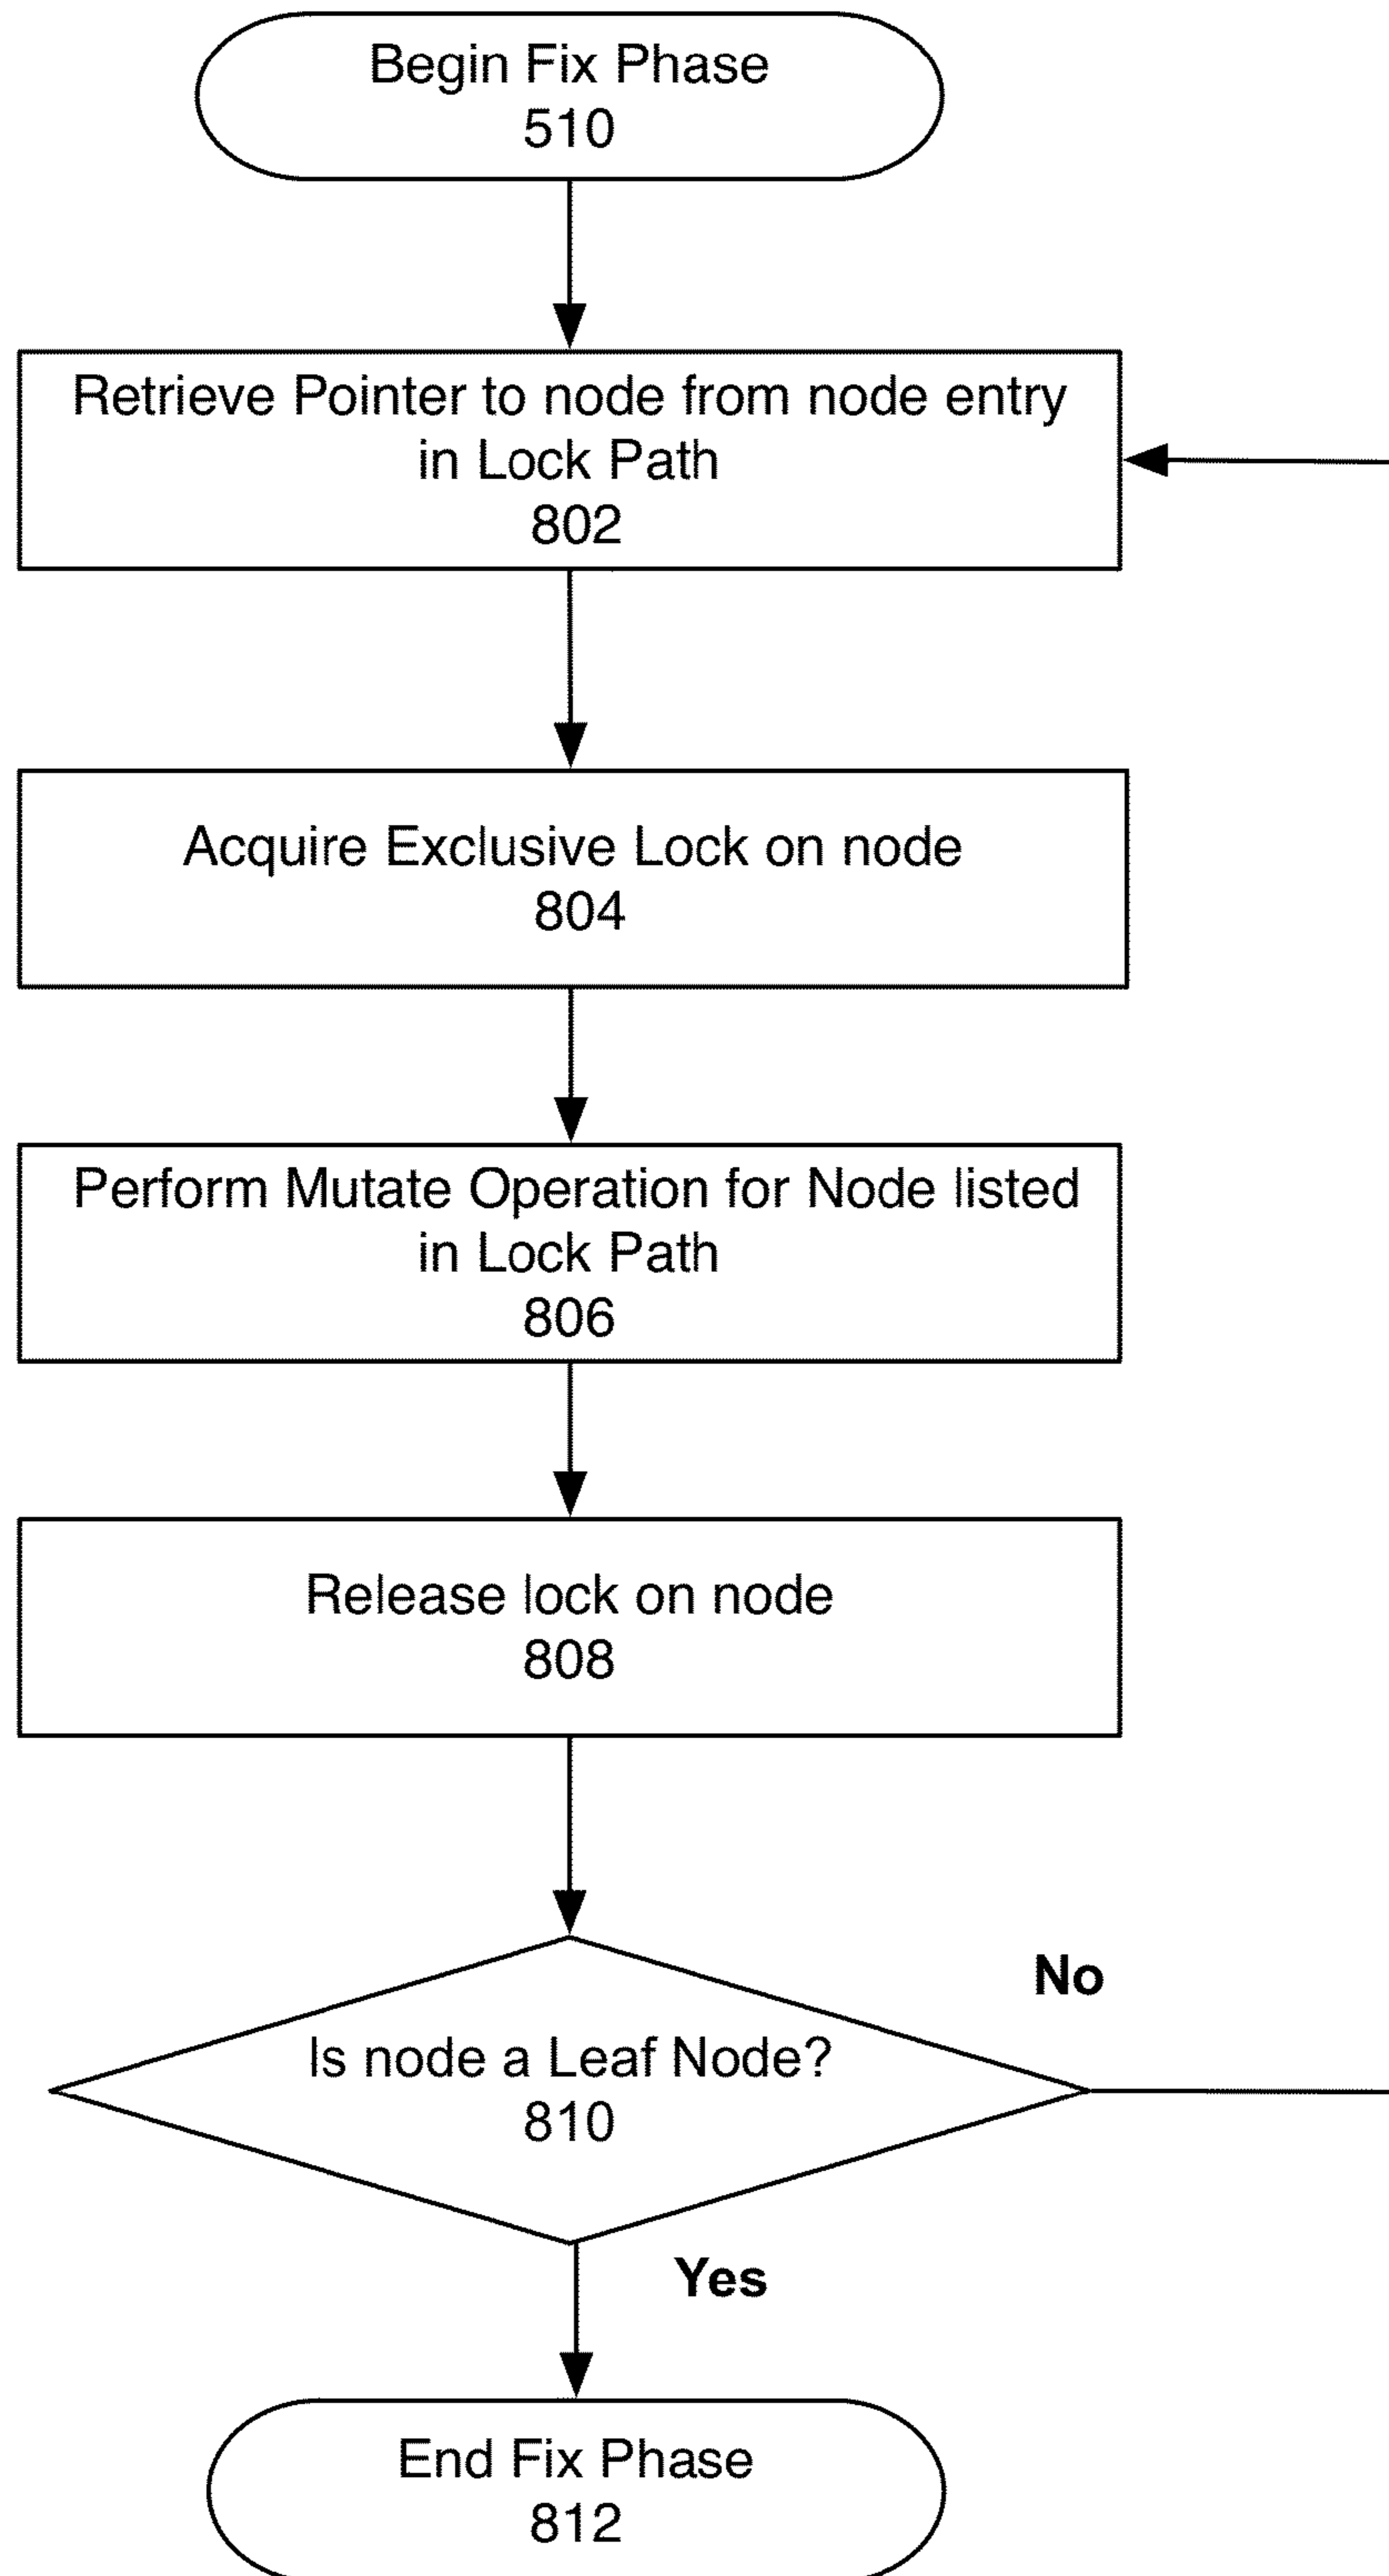 Begin Fix Phase
510
Retrieve Pointer to node from node entry
in Lock Path
802
Acquire Exclusive Lock on node
804
Perform Mutate Operation for Node listed
in Lock Path
806
Release lock on node
808
Is node a Leaf Node?
810
No
Yes
End Fix Phase
812